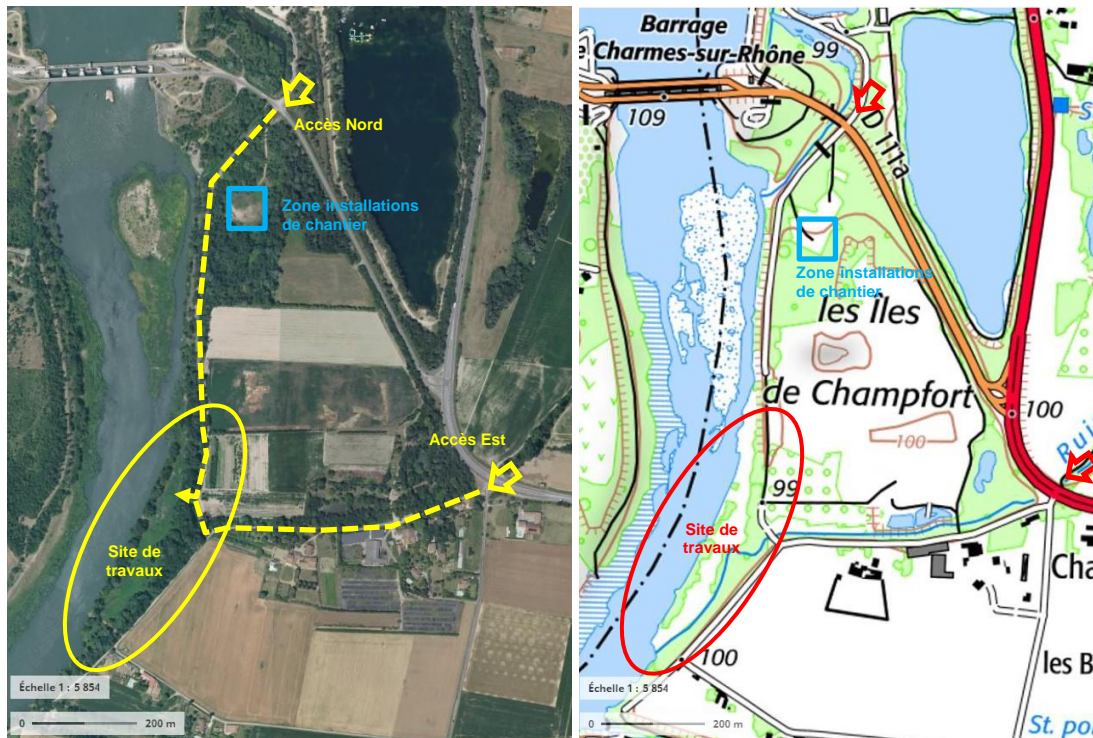 Accès Nord
Zone installations
de chantier
Accès Est
Site de
travaux
Échelle 1 : 5 854
0 200 m
Barrage
Charmes-sur-Rhône
99
109
D 111a
Zone installations
de chantier
les Îles
de Champfort
100
100
99
Site de
travaux
100
les B
Échelle 1 : 5 854
0 200 m
St. po